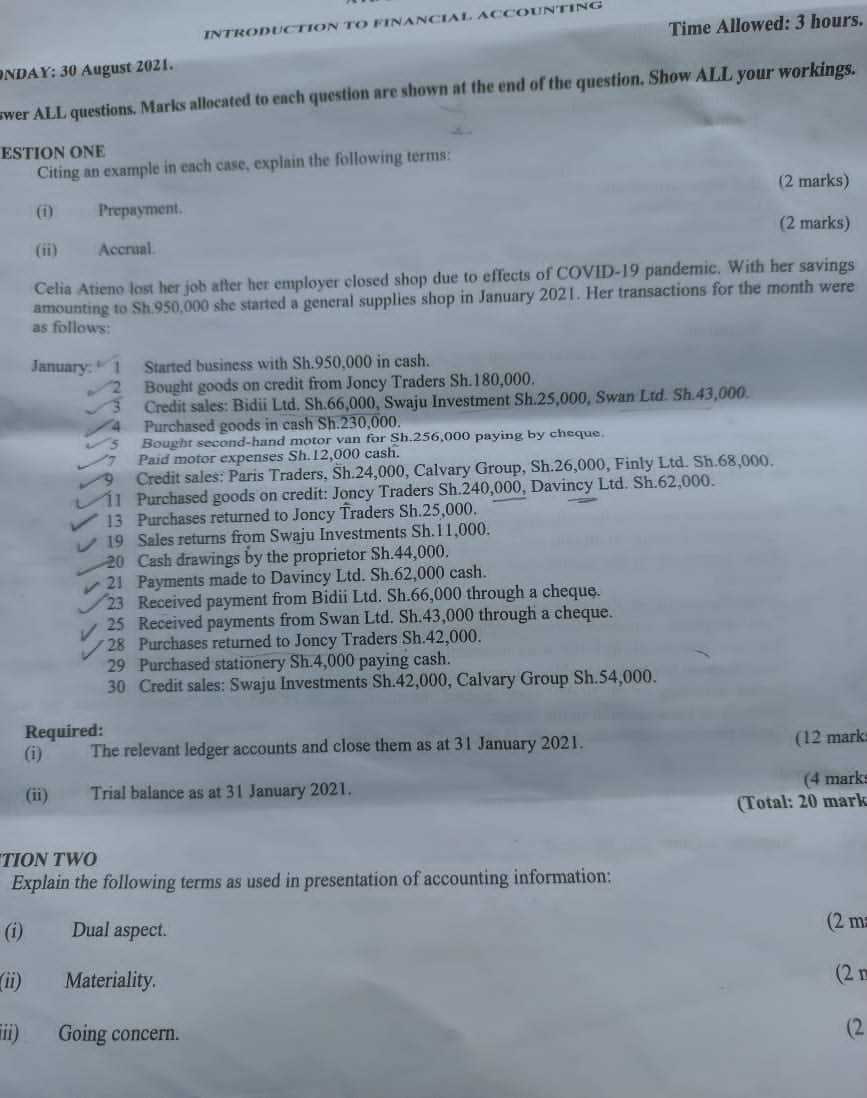 INTRODUCTION TO FINANCIAL ACCOUNTING
ONDAY: 30 August 2021. Time Allowed: 3 hours.
swer ALL questions. Marks allocated to each question are shown at the end of the question. Show ALL your workings.
ESTION ONE
Citing an example in each case, explain the following terms:
(i) Prepayment. (2 marks)
(ii) Accrual. (2 marks)
Celia Atieno lost her job after her employer closed shop due to effects of COVID-19 pandemic. With her savings
amounting to Sh.950,000 she started a general supplies shop in January 2021. Her transactions for the month were
as follows:
January: 1 Started business with Sh.950,000 in cash.
2 Bought goods on credit from Joncy Traders Sh.180,000.
3 Credit sales: Bidii Ltd. Sh.66,000, Swaju Investment Sh.25,000, Swan Ltd. Sh.43,000.
4 Purchased goods in cash Sh.230,000.
5 Bought second-hand motor van for Sh.256,000 paying by cheque.
7 Paid motor expenses Sh.12,000 cash.
9 Credit sales: Paris Traders, Sh.24,000, Calvary Group, Sh.26,000, Finly Ltd. Sh.68,000.
11 Purchased goods on credit: Joncy Traders Sh.240,000, Davincy Ltd. Sh.62,000.
13 Purchases returned to Joncy Traders Sh.25,000.
19 Sales returns from Swaju Investments Sh.11,000.
20 Cash drawings by the proprietor Sh.44,000.
21 Payments made to Davincy Ltd. Sh.62,000 cash.
23 Received payment from Bidii Ltd. Sh.66,000 through a cheque.
25 Received payments from Swan Ltd. Sh.43,000 through a cheque.
28 Purchases returned to Joncy Traders Sh.42,000.
29 Purchased stationery Sh.4,000 paying cash.
30 Credit sales: Swaju Investments Sh.42,000, Calvary Group Sh.54,000.
Required:
(i) The relevant ledger accounts and close them as at 31 January 2021. (12 mark
(ii) Trial balance as at 31 January 2021. (4 marks
(Total: 20 mark
TION TWO
Explain the following terms as used in presentation of accounting information:
(i) Dual aspect. (2 ma
(ii) Materiality. (2 m
iii) Going concern. (2